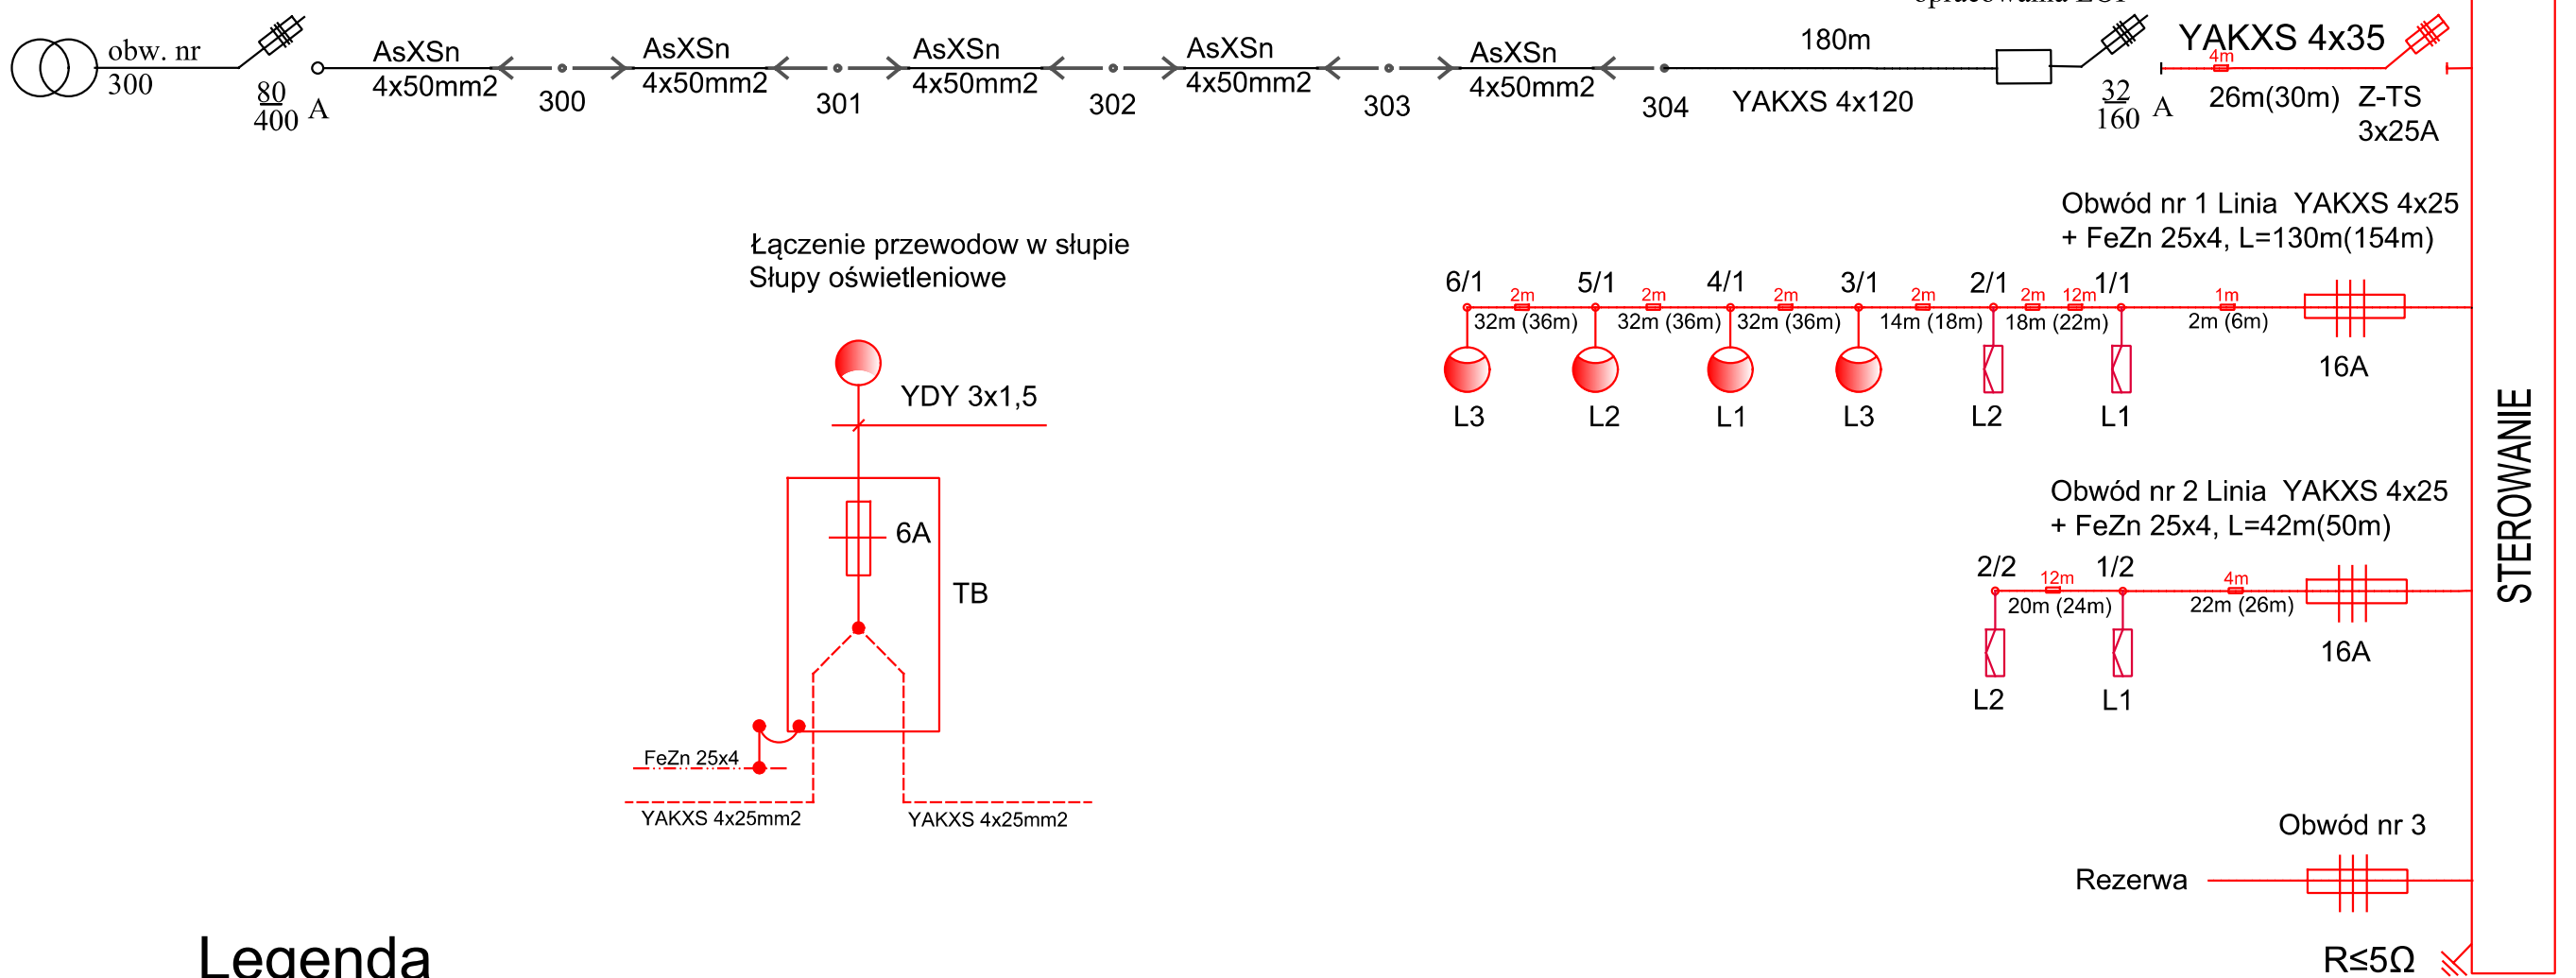 opracowania LOI
obw. nr
300
80
400 A
AsXSn
4x50mm2
300
AsXSn
4x50mm2
301
AsXSn
4x50mm2
302
AsXSn
4x50mm2
303
AsXSn
4x50mm2
304
180m
YAKXS 4x120
32
160 A
YAKXS 4x35
4m
26m(30m)
Z-TS
3x25A
Łączenie przewodow w słupie
Słupy oświetleniowe
YDY 3x1,5
6A
TB
FeZn 25x4
YAKXS 4x25mm2
YAKXS 4x25mm2
Obwód nr 1 Linia YAKXS 4x25
+ FeZn 25x4, L=130m(154m)
6/1 5/1 4/1 3/1 2/1 1/1
2m 2m 2m 2m 2m 12m 1m
32m (36m) 32m (36m) 32m (36m) 14m (18m) 18m (22m) 2m (6m)
16A
L3 L2 L1 L3 L2 L1
Obwód nr 2 Linia YAKXS 4x25
+ FeZn 25x4, L=42m(50m)
2/2 1/2
12m 4m
20m (24m) 22m (26m)
16A
L2 L1
STEROWANIE
Obwód nr 3
Rezerwa
R≤5Ω
Legenda